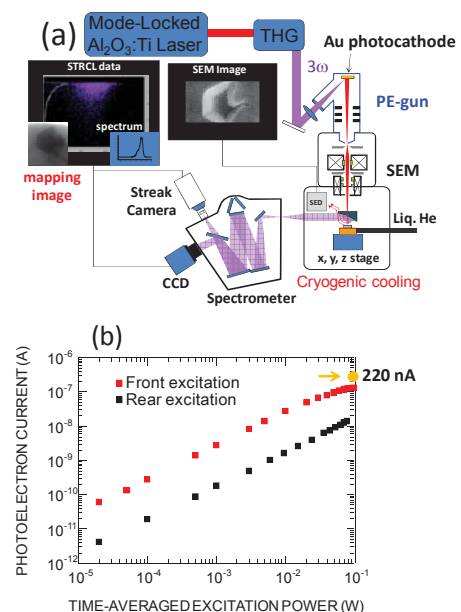 (a)
Mode-Locked
Al₂O₃:Ti Laser
THG
Au photocathode
STRCL data
SEM Image
3ω
PE-gun
spectrum
mapping
image
SEM
Streak
Camera
SED
Liq. He
CCD
x, y, z stage
Spectrometer
Cryogenic cooling
(b)
PHOTOELECTRON CURRENT (A)
10⁻⁶
10⁻⁷
10⁻⁸
10⁻⁹
10⁻¹⁰
10⁻¹¹
10⁻¹²
Front excitation
Rear excitation
220 nA
10⁻⁵ 10⁻⁴ 10⁻³ 10⁻² 10⁻¹
TIME-AVERAGED EXCITATION POWER (W)